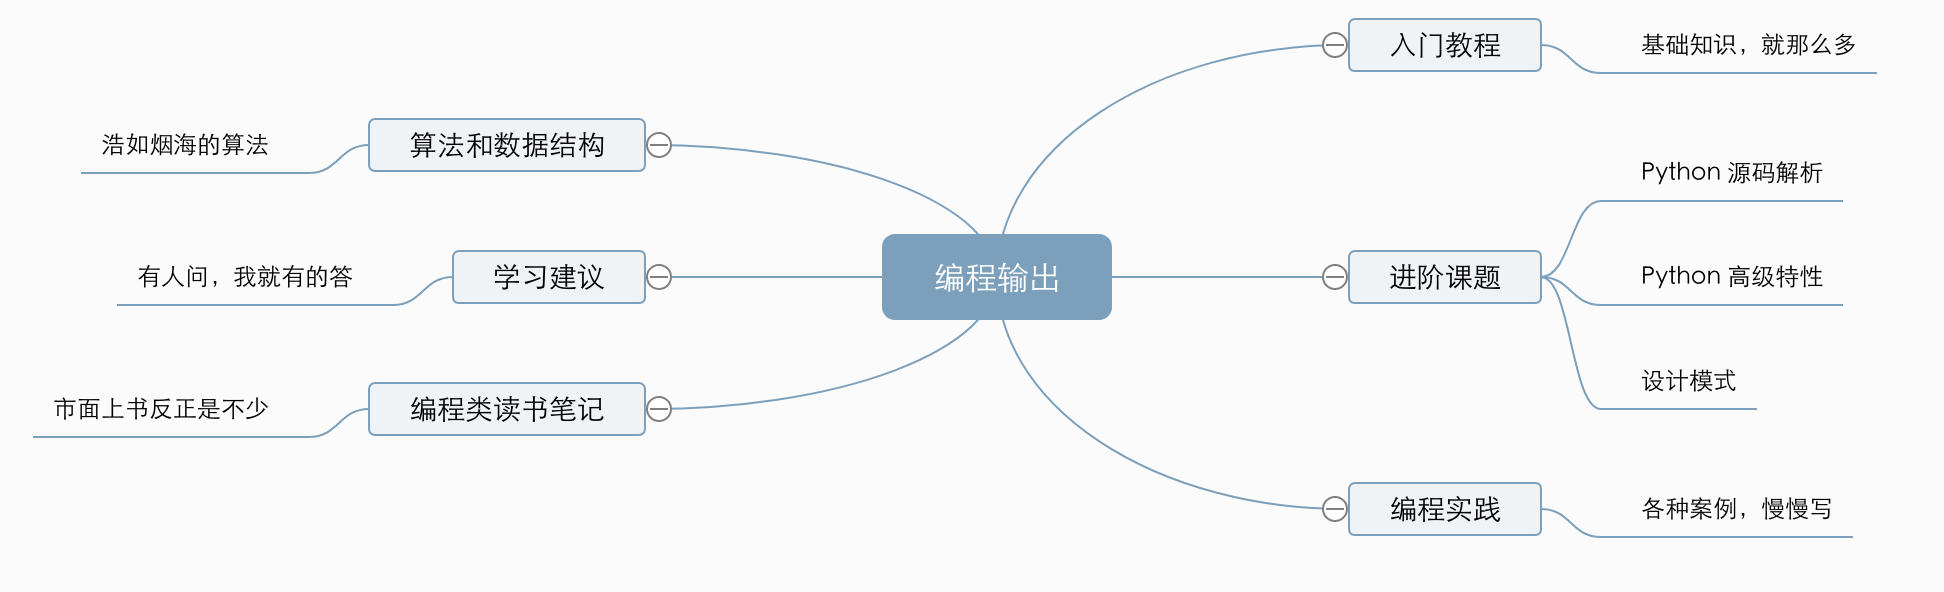 编程输出
入门教程
基础知识，就那么多
进阶课题
Python 源码解析
Python 高级特性
设计模式
编程实践
各种案例，慢慢写
算法和数据结构
浩如烟海的算法
学习建议
有人问，我就有的答
编程类读书笔记
市面上书反正是不少